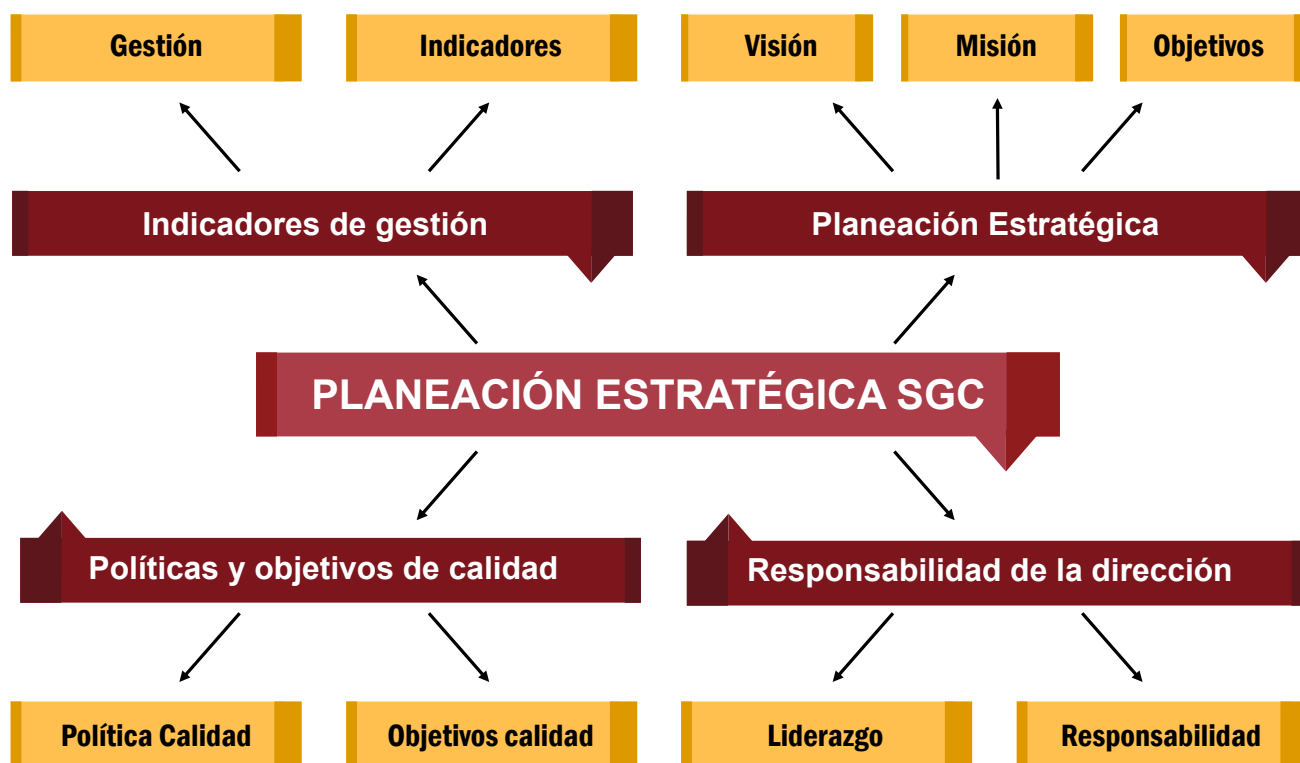 Gestión
Indicadores
Visión
Misión
Objetivos
Indicadores de gestión
Planeación Estratégica
PLANEACIÓN ESTRATÉGICA SGC
Políticas y objetivos de calidad
Responsabilidad de la dirección
Política Calidad
Objetivos calidad
Liderazgo
Responsabilidad